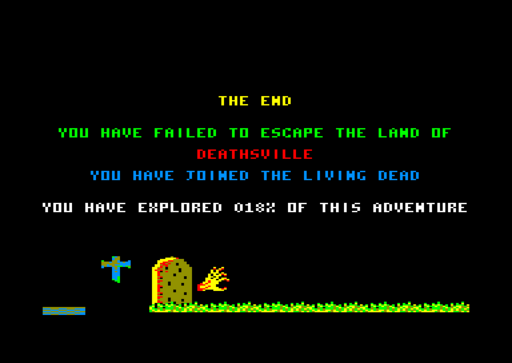 THE END
YOU HAVE FAILED TO ESCAPE THE LAND OF
DEATHSVILLE
YOU HAVE JOINED THE LIVING DEAD
YOU HAVE EXPLORED 018% OF THIS ADVENTURE